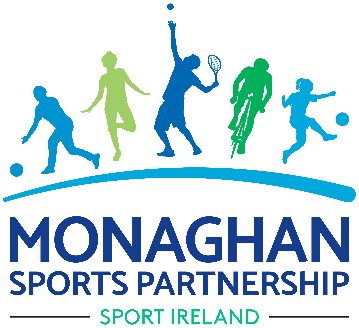 MONAGHAN
SPORTS PARTNERSHIP
SPORT IRELAND